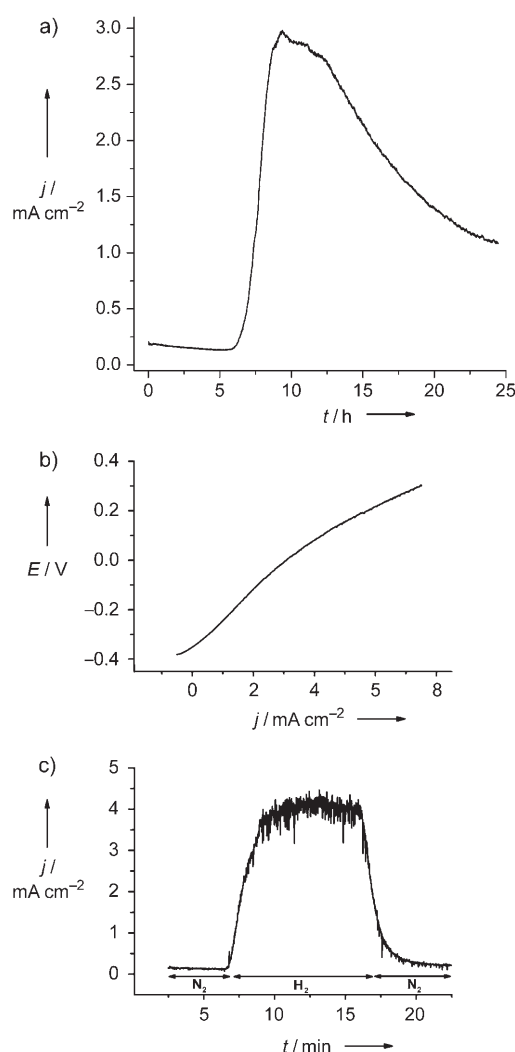 a)
3.0
2.5
2.0
1.5
1.0
0.5
0.0
j /
mA cm⁻²
0 5 10 15 20 25
t / h
b)
0.4
0.2
0.0
−0.2
−0.4
E / V
0 2 4 6 8
j / mA cm⁻²
c)
5
4
3
2
1
0
j /
mA cm⁻²
N₂ H₂ N₂
5 10 15 20
t / min